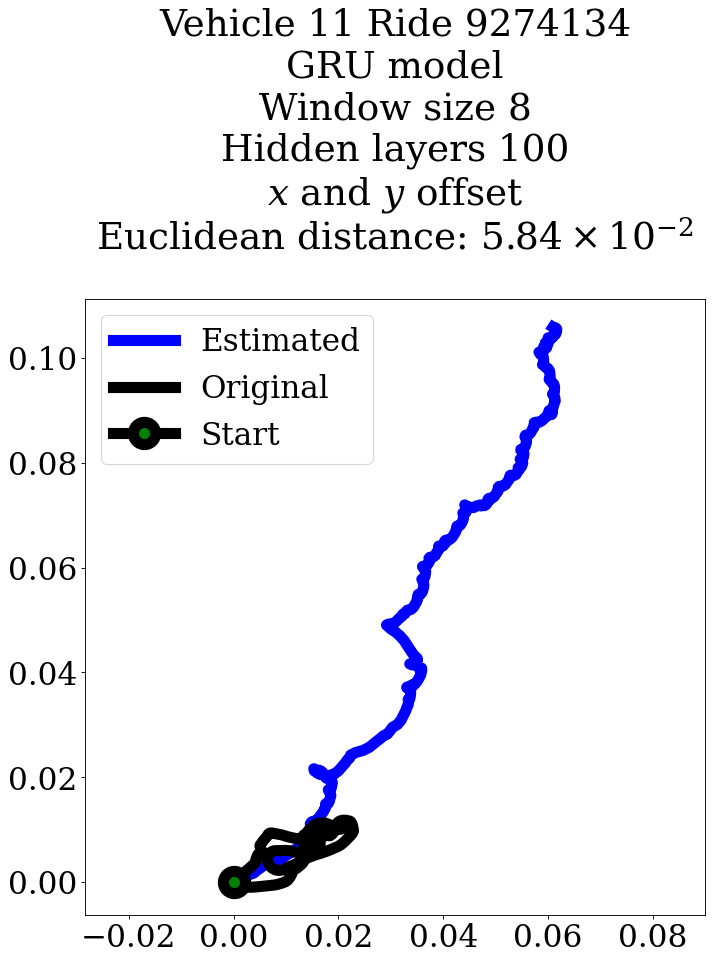 Vehicle 11 Ride 9274134
GRU model
Window size 8
Hidden layers 100
x and y offset
Euclidean distance: 5.84 × 10⁻²
Estimated
Original
Start
0.10
0.08
0.06
0.04
0.02
0.00
−0.02 0.00 0.02 0.04 0.06 0.08